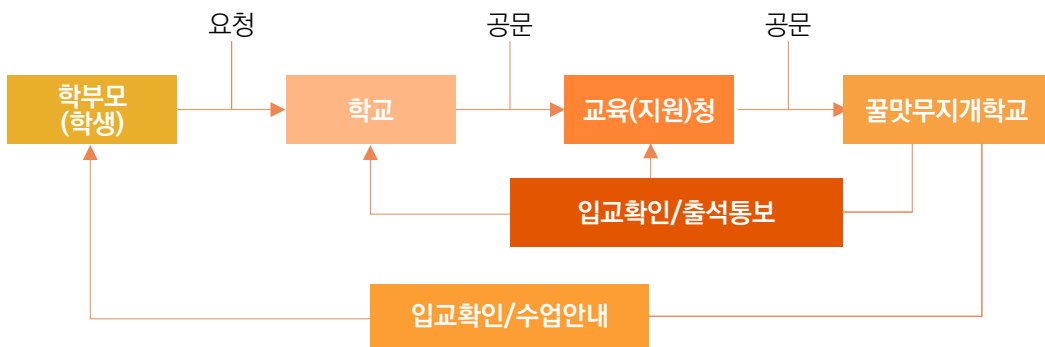 요청
공문
공문
학부모
(학생)
학교
교육(지원)청
꿀맛무지개학교
입교확인/출석통보
입교확인/수업안내